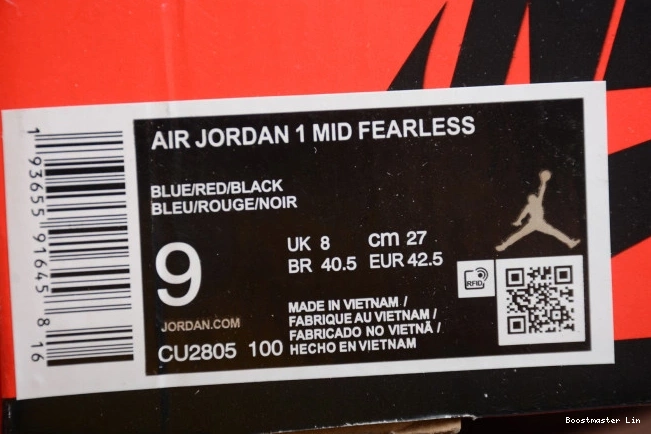 AIR JORDAN 1 MID FEARLESS
BLUE/RED/BLACK
BLEU/ROUGE/NOIR
9
UK 8 cm 27
BR 40.5 EUR 42.5
RFID
JORDAN.COM
CU2805 100
MADE IN VIETNAM /
FABRIQUE AU VIETNAM /
FABRICADO NO VIETNÃ /
HECHO EN VIETNAM
1 93655 91645 8 16
Boostmaster Lin